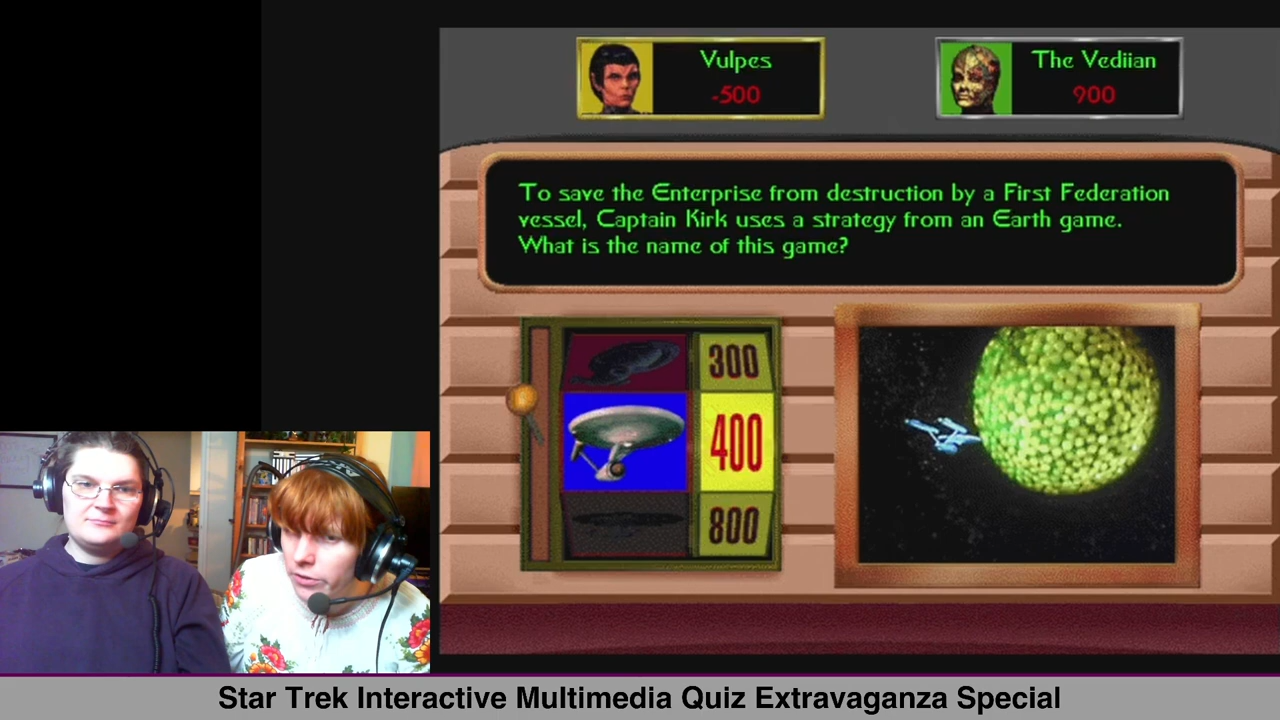 Vulpes
-500
The Vediian
900
To save the Enterprise from destruction by a First Federation
vessel, Captain Kirk uses a strategy from an Earth game.
What is the name of this game?
300
400
800
Star Trek Interactive Multimedia Quiz Extravaganza Special